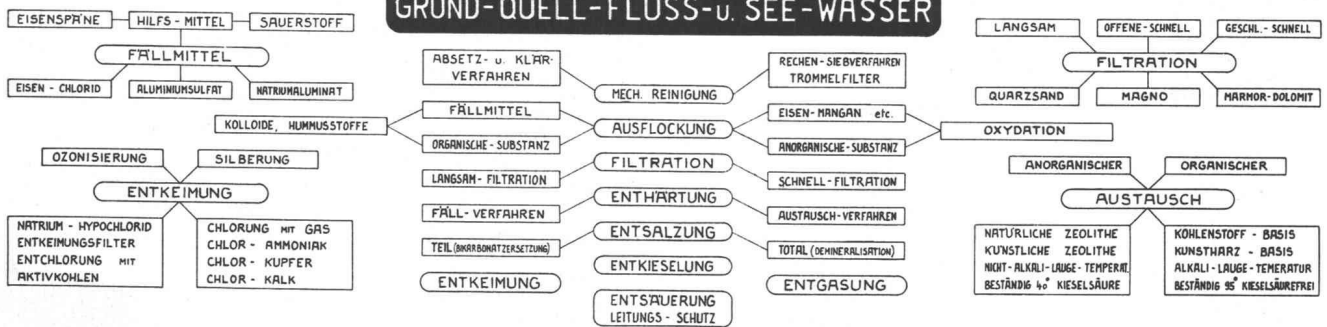 GRUND-QUELL-FLUSS-u. SEE-WASSER
EISENSPÄNE
HILFS-MITTEL
SAUERSTOFF
FÄLLMITTEL
EISEN-CHLORID
ALUMINIUMSULFAT
NATRIUMALUMINAT
KOLLOIDE, HUMMUSSTOFFE
OZONISIERUNG
SILBERUNG
ENTKEIMUNG
NATRIUM-HYPOCHLORID
ENTKEIMUNGSFILTER
ENTCHLORUNG MIT
AKTIVKOHLEN
CHLORUNG MIT GAS
CHLOR-AMMONIAK
CHLOR-KUPFER
CHLOR-KALK
ABSETZ- u. KLÄR-
VERFAHREN
FÄLLMITTEL
ORGANISCHE-SUBSTANZ
LANGSAM-FILTRATION
FÄLL-VERFAHREN
TEIL (BIKARBONATZERSETZUNG)
ENTKEIMUNG
MECH. REINIGUNG
AUSFLOCKUNG
FILTRATION
ENTHÄRTUNG
ENTSALZUNG
ENTKIESELUNG
ENTSÄUERUNG
LEITUNGS-SCHUTZ
RECHEN-SIEBVERFAHREN
TROMMELFILTER
EISEN-MANGAN etc.
ANORGANISCHE-SUBSTANZ
SCHNELL-FILTRATION
AUSTAUSCH-VERFAHREN
TOTAL (DEMINERALISATION)
ENTGASUNG
LANGSAM
OFFENE-SCHNELL
GESCHL.-SCHNELL
FILTRATION
QUARZSAND
MAGNO
MARMOR-DOLOMIT
OXYDATION
ANORGANISCHER
ORGANISCHER
AUSTAUSCH
NATÜRLICHE ZEOLITHE
KÜNSTLICHE ZEOLITHE
NICHT-ALKALI-LAUGE-TEMPERAT.
BESTÄNDIG 40° KIESELSÄURE
KOHLENSTOFF-BASIS
KUNSTHARZ-BASIS
ALKALI-LAUGE-TEMERATUR
BESTÄNDIG 95° KIESELSÄUREFREI